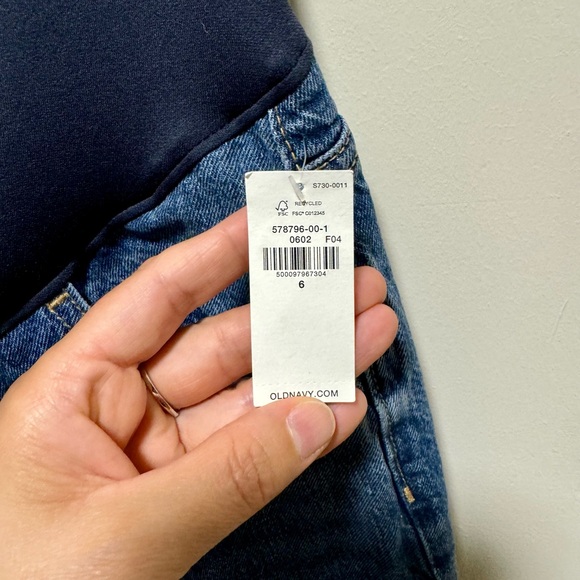 S730-0011
RECYCLED
FSC
FSC® C012345
578796-00-1
0602 F04
500097967304
6
OLDNAVY.COM